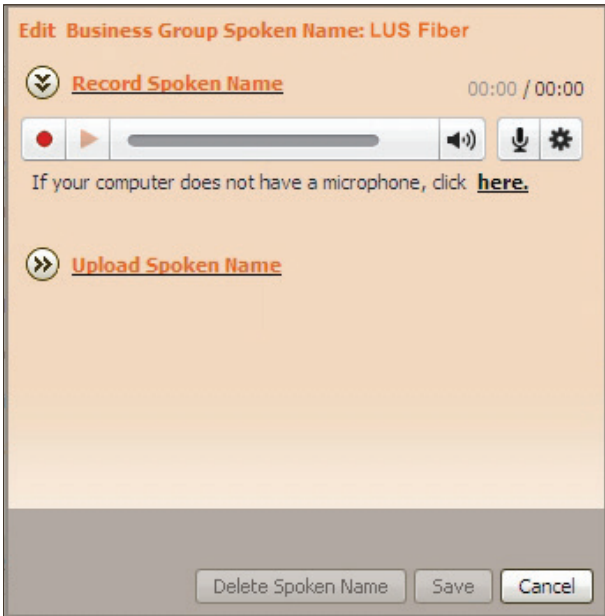 Edit Business Group Spoken Name: LUS Fiber
Record Spoken Name 00:00 / 00:00
If your computer does not have a microphone, click here.
Upload Spoken Name
Delete Spoken Name Save Cancel